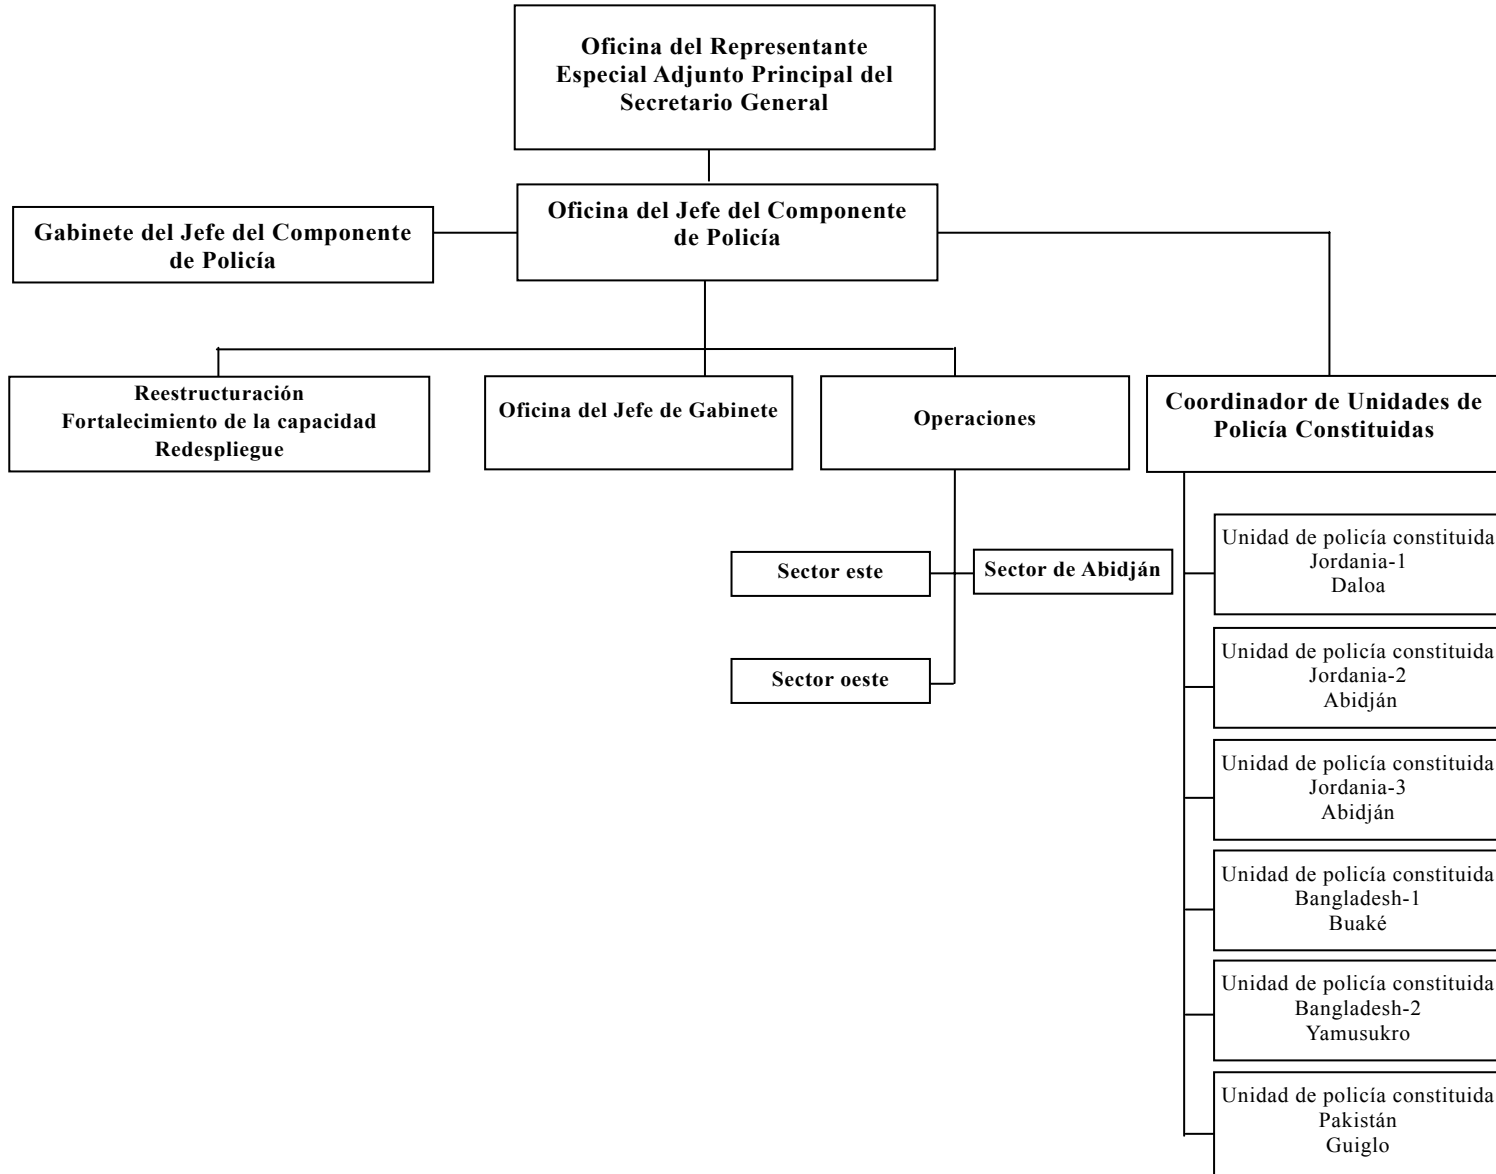 Oficina del Representante
Especial Adjunto Principal del
Secretario General
Gabinete del Jefe del Componente
de Policía
Oficina del Jefe del Componente
de Policía
Reestructuración
Fortalecimiento de la capacidad
Redespliegue
Oficina del Jefe de Gabinete
Operaciones
Coordinador de Unidades de
Policía Constituidas
Sector este
Sector de Abidján
Sector oeste
Unidad de policía constituida
Jordania-1
Daloa
Unidad de policía constituida
Jordania-2
Abidján
Unidad de policía constituida
Jordania-3
Abidján
Unidad de policía constituida
Bangladesh-1
Buaké
Unidad de policía constituida
Bangladesh-2
Yamusukro
Unidad de policía constituida
Pakistán
Guiglo